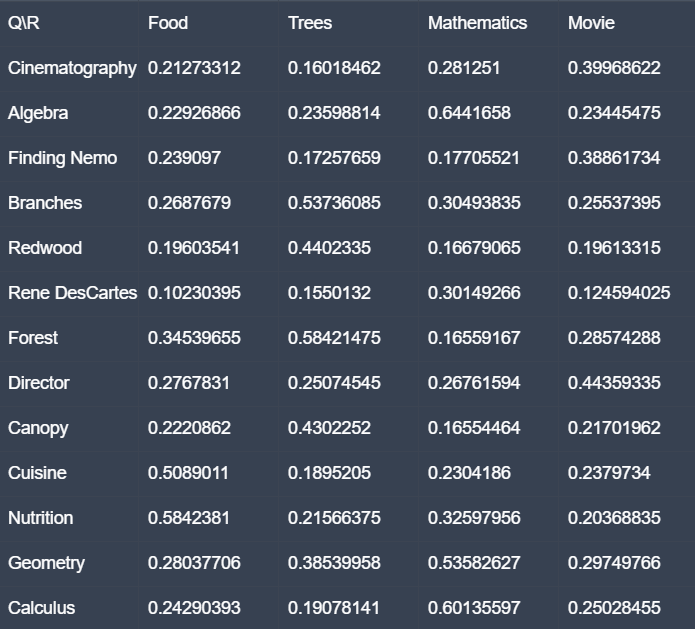 Q\R Food Trees Mathematics Movie
Cinematography 0.21273312 0.16018462 0.281251 0.39968622
Algebra 0.22926866 0.23598814 0.6441658 0.23445475
Finding Nemo 0.239097 0.17257659 0.17705521 0.38861734
Branches 0.2687679 0.53736085 0.30493835 0.25537395
Redwood 0.19603541 0.4402335 0.16679065 0.19613315
Rene DesCartes 0.10230395 0.1550132 0.30149266 0.124594025
Forest 0.34539655 0.58421475 0.16559167 0.28574288
Director 0.2767831 0.25074545 0.26761594 0.44359335
Canopy 0.2220862 0.4302252 0.16554464 0.21701962
Cuisine 0.5089011 0.1895205 0.2304186 0.2379734
Nutrition 0.5842381 0.21566375 0.32597956 0.20368835
Geometry 0.28037706 0.38539958 0.53582627 0.29749766
Calculus 0.24290393 0.19078141 0.60135597 0.25028455